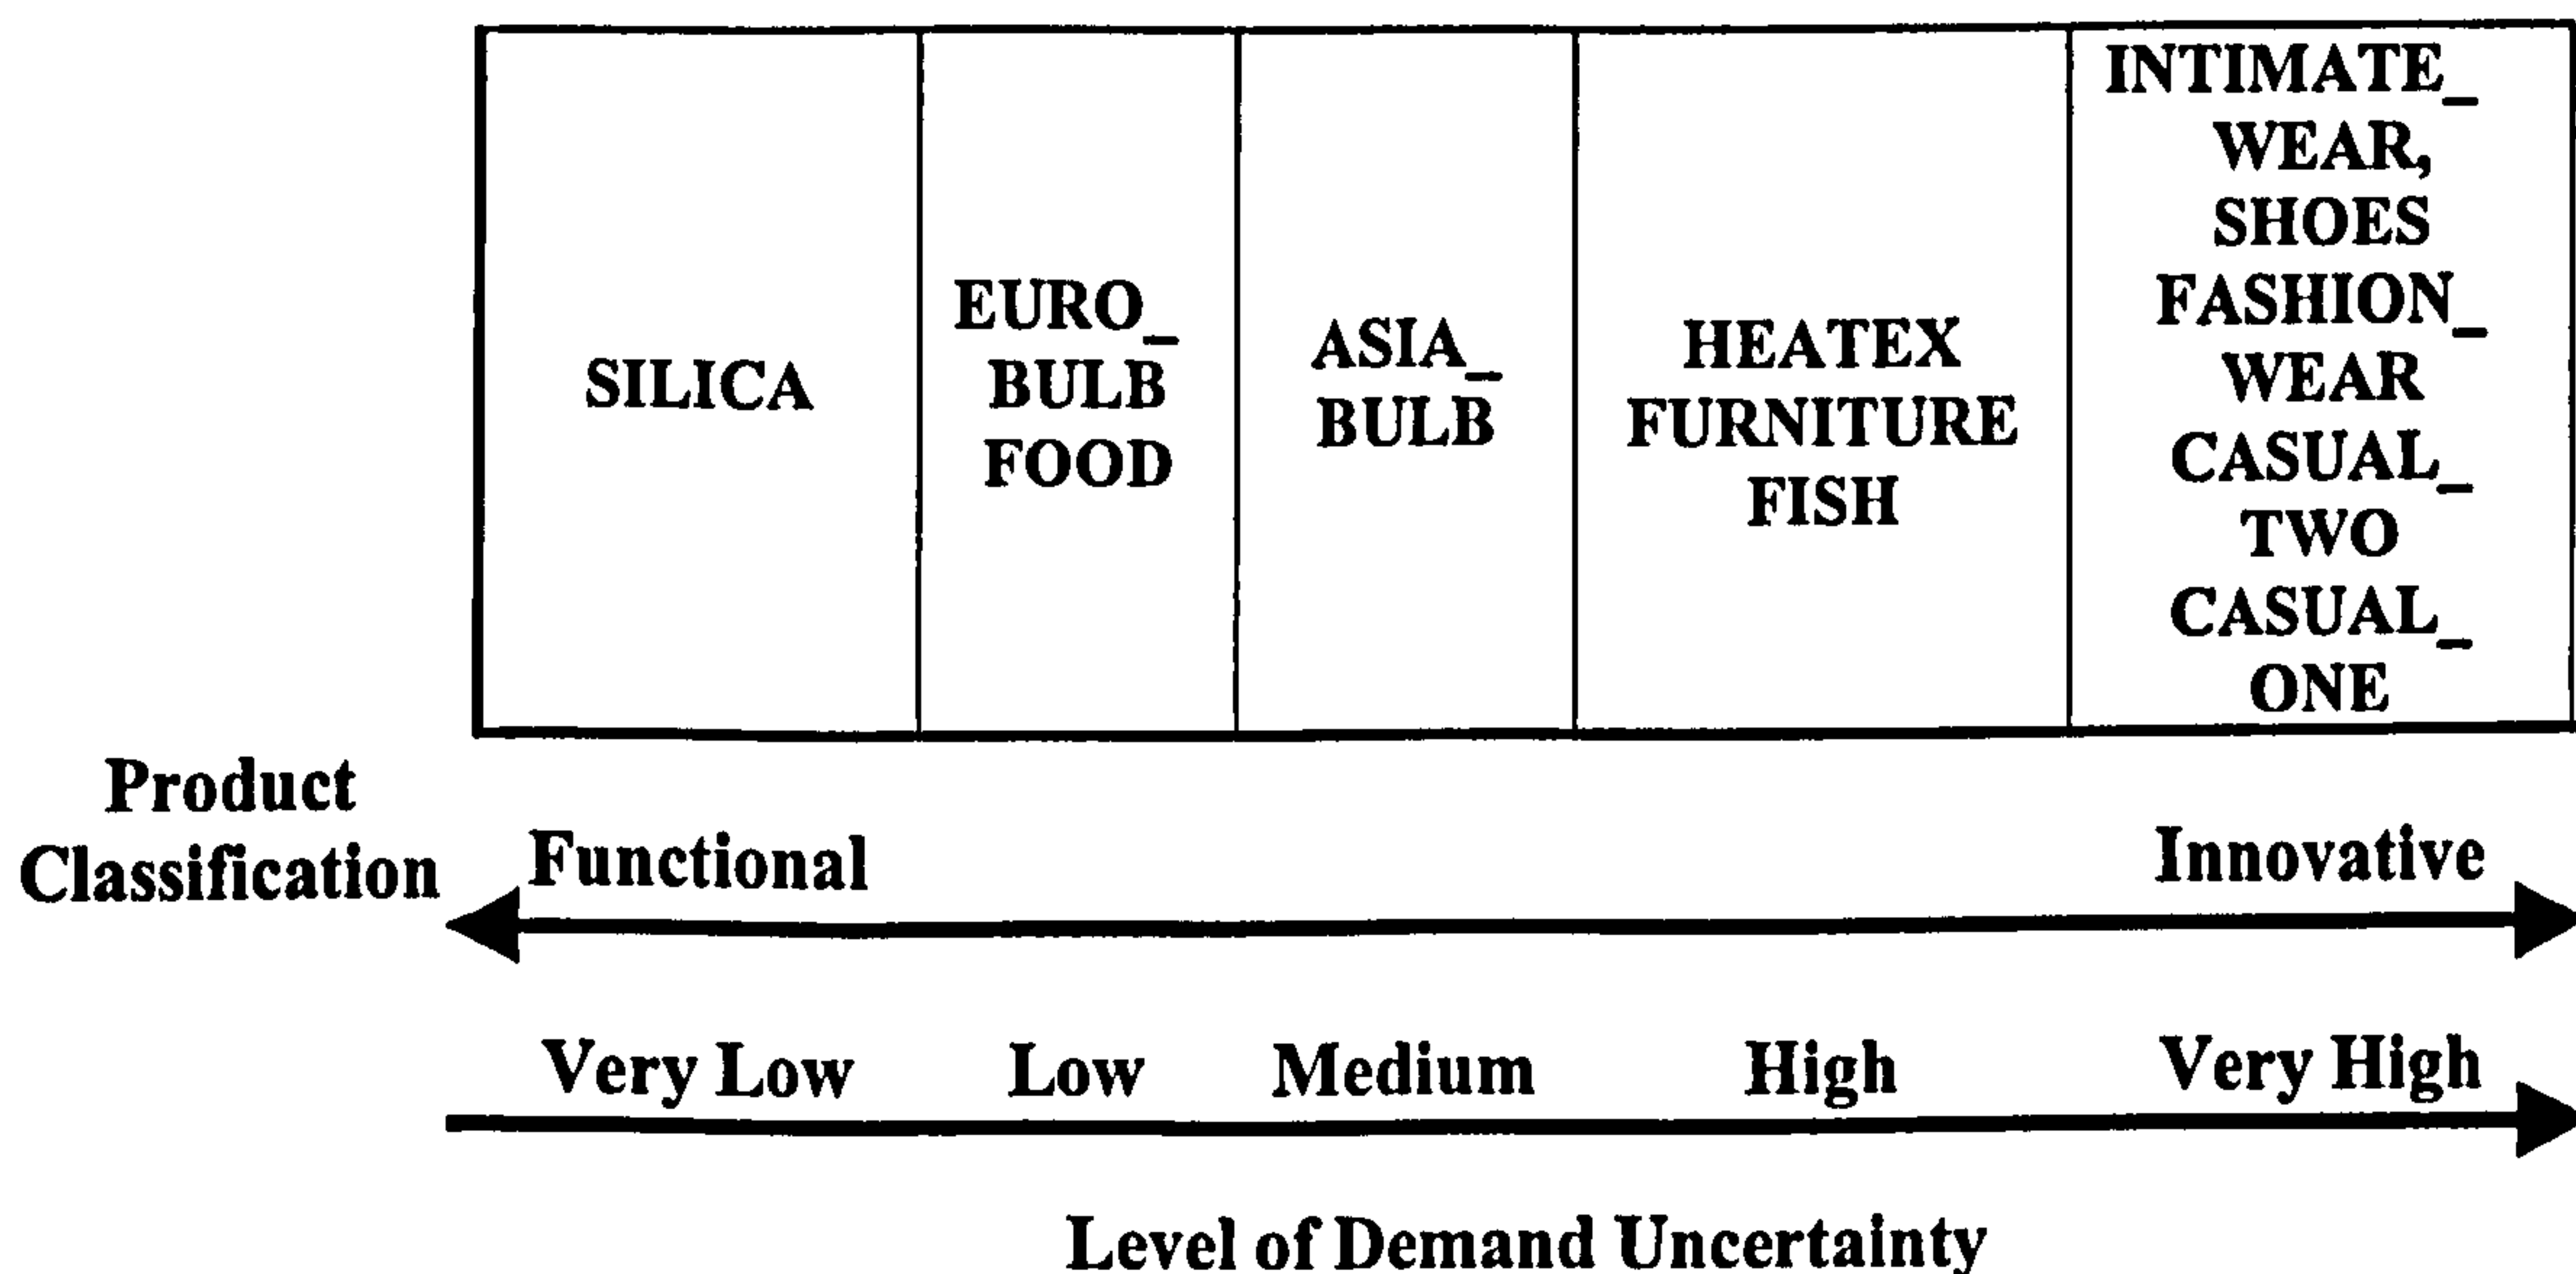 SILICA
EURO_
BULB
FOOD
ASIA_
BULB
HEATEX
FURNITURE
FISH
INTIMATE_
WEAR,
SHOES
FASHION_
WEAR
CASUAL_
TWO
CASUAL_
ONE
Product
Classification
Functional
Innovative
Very Low
Low
Medium
High
Very High
Level of Demand Uncertainty